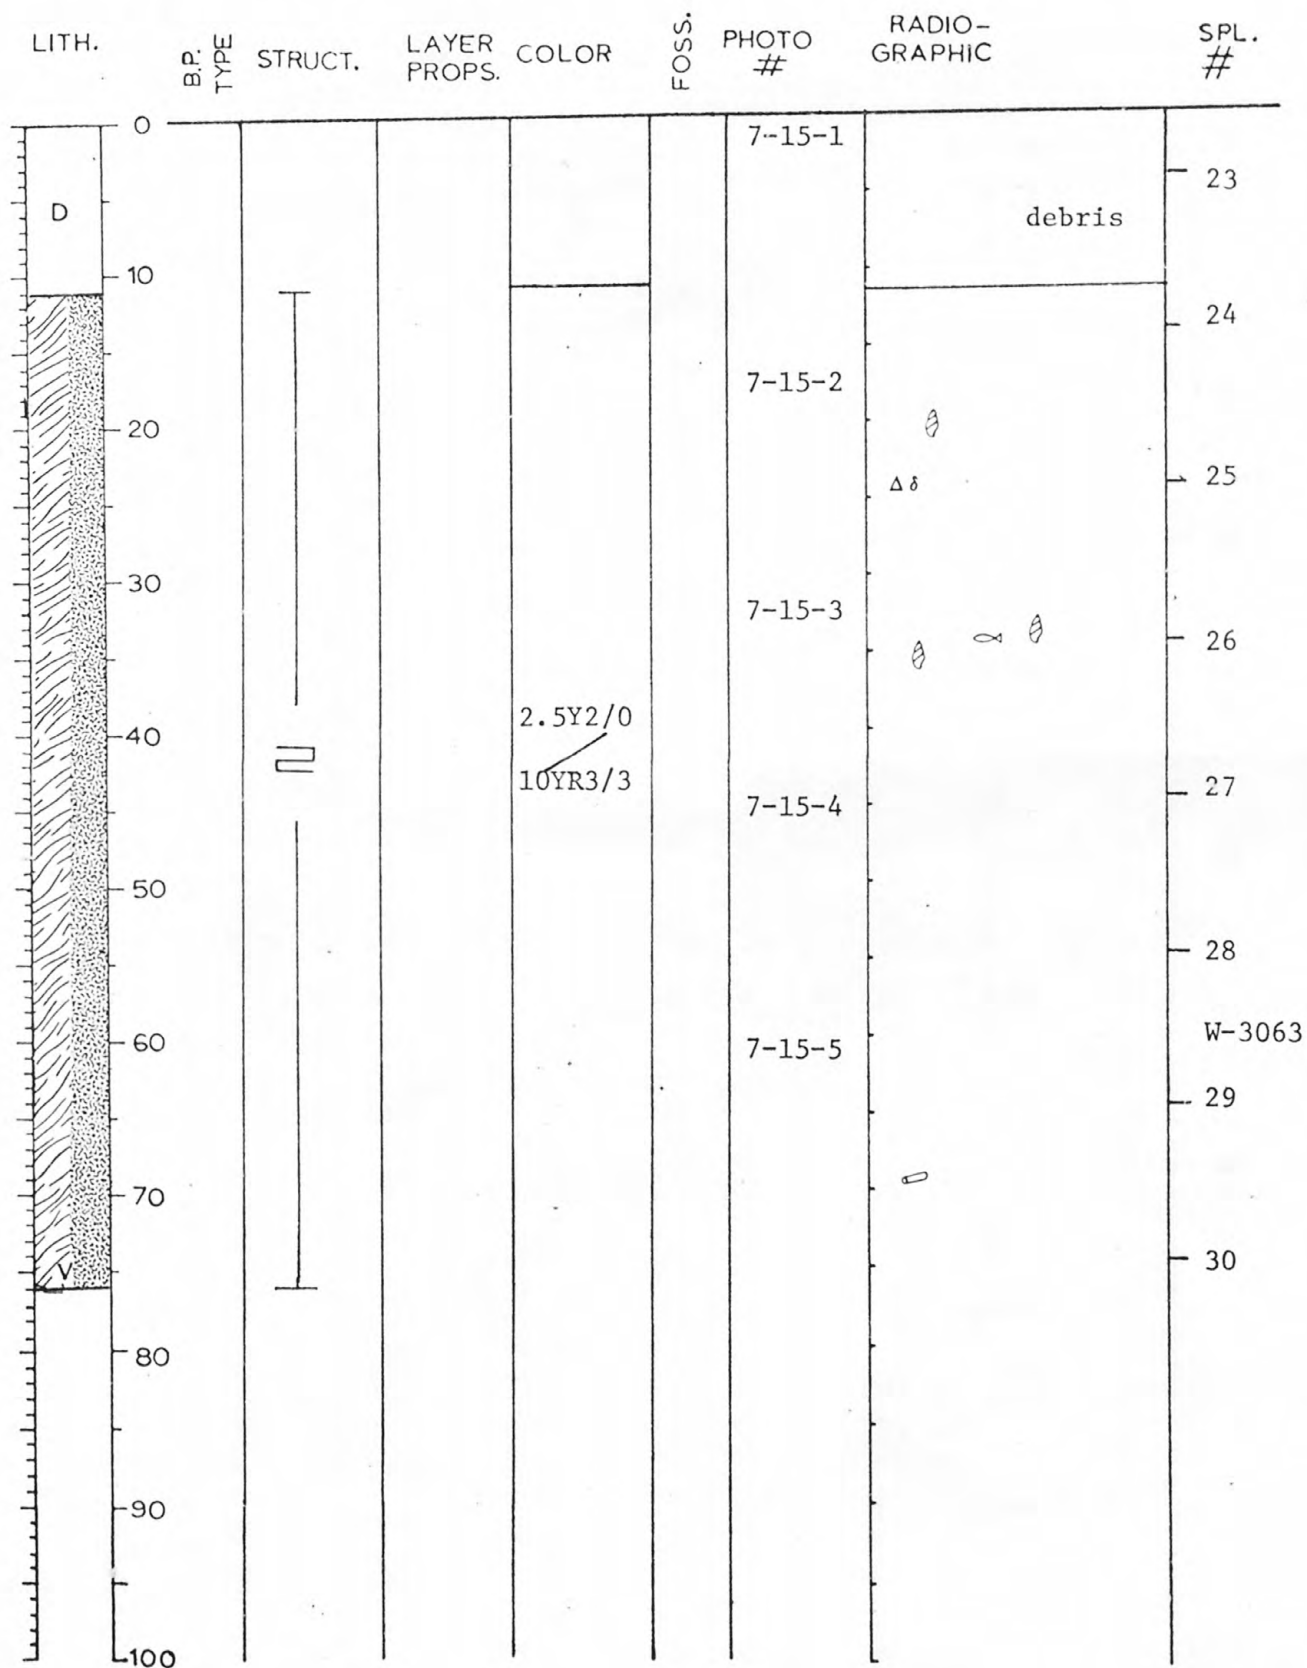 LITH.
B.P. TYPE
STRUCT.
LAYER PROPS.
COLOR
FOSS.
PHOTO #
RADIO-GRAPHIC
SPL. #
0
7-15-1
23
D
debris
10
24
7-15-2
20
Δ δ
25
30
7-15-3
26
2.5Y2/0
40
10YR3/3
7-15-4
27
50
28
W-3063
60
7-15-5
29
70
V
30
80
90
100